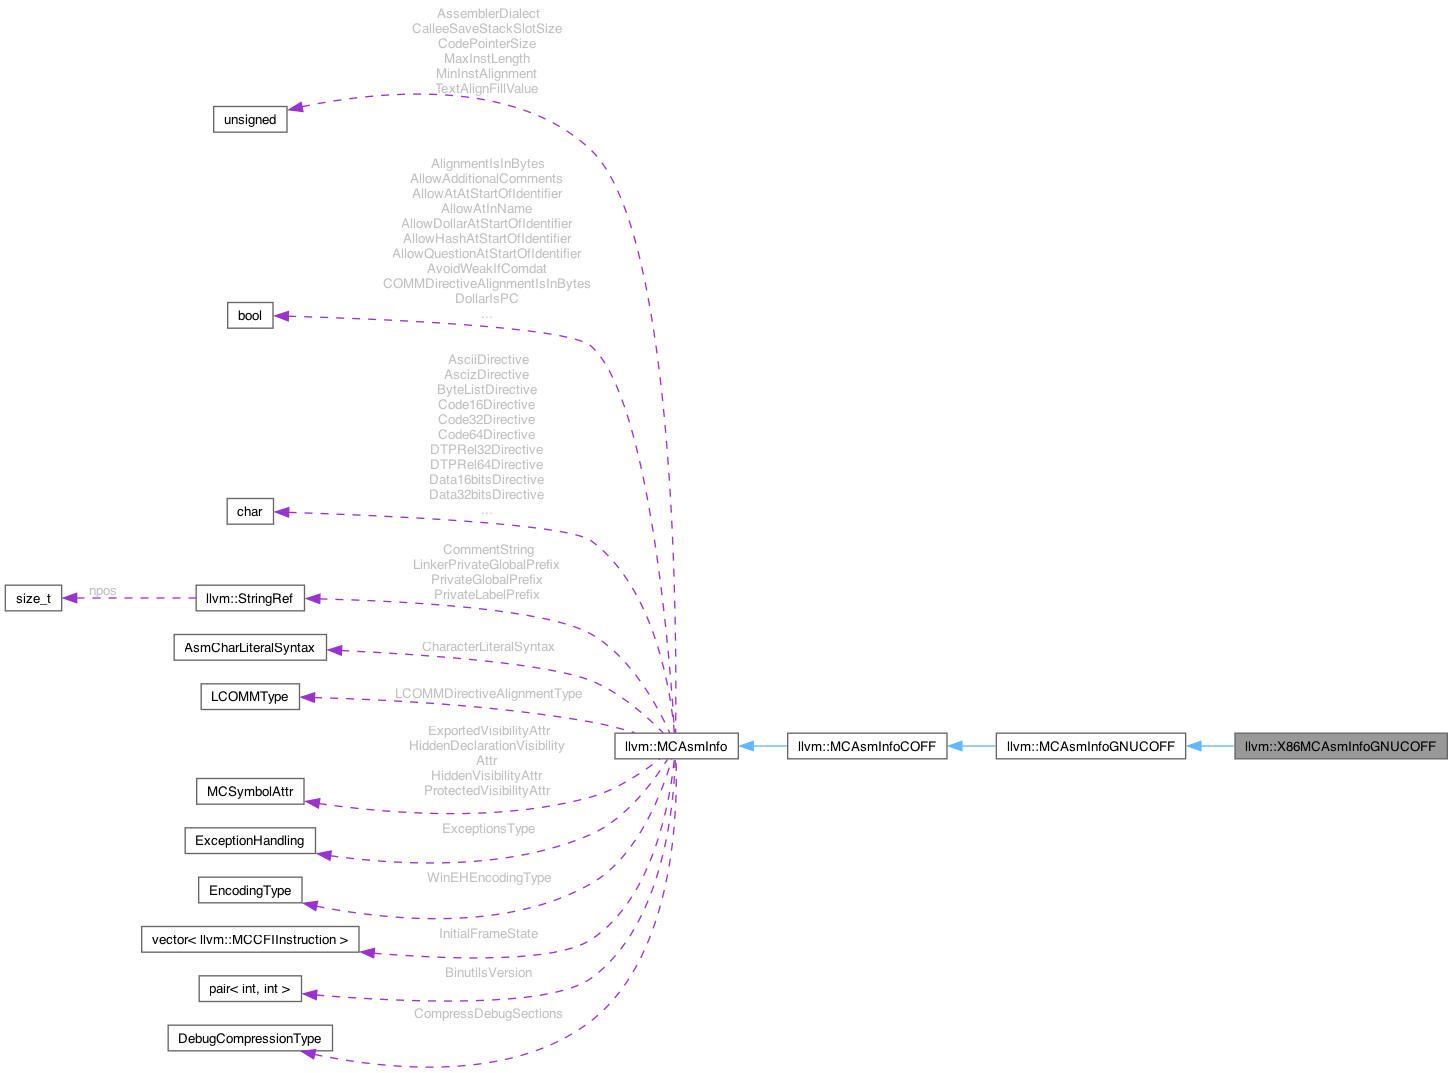 AssemblerDialect
CalleeSaveStackSlotSize
CodePointerSize
MaxInstLength
MinInstAlignment
TextAlignFillValue
unsigned
AlignmentIsInBytes
AllowAdditionalComments
AllowAtAtStartOfIdentifier
AllowAtInName
AllowDollarAtStartOfIdentifier
AllowHashAtStartOfIdentifier
AllowQuestionAtStartOfIdentifier
AvoidWeakIfComdat
COMMDirectiveAlignmentIsInBytes
DollarIsPC
...
bool
AsciiDirective
AscizDirective
ByteListDirective
Code16Directive
Code32Directive
Code64Directive
DTPRel32Directive
DTPRel64Directive
Data16bitsDirective
Data32bitsDirective
...
char
CommentString
LinkerPrivateGlobalPrefix
PrivateGlobalPrefix
PrivateLabelPrefix
size_t
npos
llvm::StringRef
AsmCharLiteralSyntax
CharacterLiteralSyntax
LCOMMType
LCOMMDirectiveAlignmentType
ExportedVisibilityAttr
HiddenDeclarationVisibility
Attr
HiddenVisibilityAttr
ProtectedVisibilityAttr
llvm::MCAsmInfo
llvm::MCAsmInfoCOFF
llvm::MCAsmInfoGNUCOFF
llvm::X86MCAsmInfoGNUCOFF
MCSymbolAttr
ExceptionsType
ExceptionHandling
WinEHEncodingType
EncodingType
InitialFrameState
vector< llvm::MCCFIInstruction >
BinutilsVersion
pair< int, int >
CompressDebugSections
DebugCompressionType